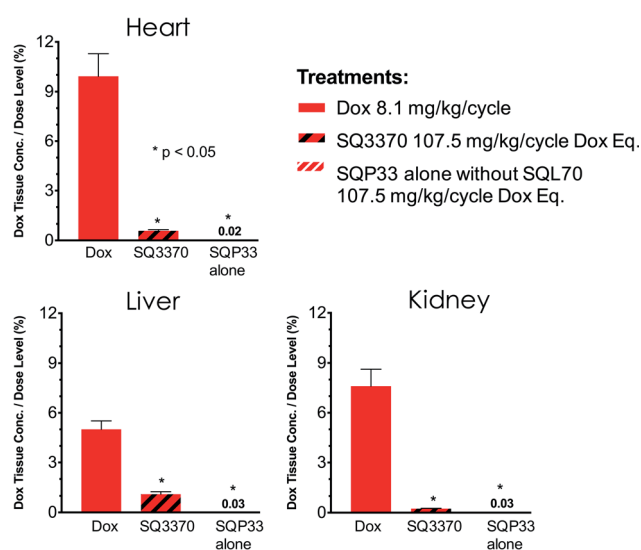 Heart
Dox Tissue Conc. / Dose Level (%)
12
9
6
3
0
* p < 0.05
*
*
0.02
Dox
SQ3370
SQP33
alone
Treatments:
Dox 8.1 mg/kg/cycle
SQ3370 107.5 mg/kg/cycle Dox Eq.
SQP33 alone without SQL70
107.5 mg/kg/cycle Dox Eq.
Liver
Dox Tissue Conc. / Dose Level (%)
12
9
6
3
0
*
*
0.03
Dox
SQ3370
SQP33
alone
Kidney
Dox Tissue Conc. / Dose Level (%)
12
9
6
3
0
*
*
0.03
Dox
SQ3370
SQP33
alone